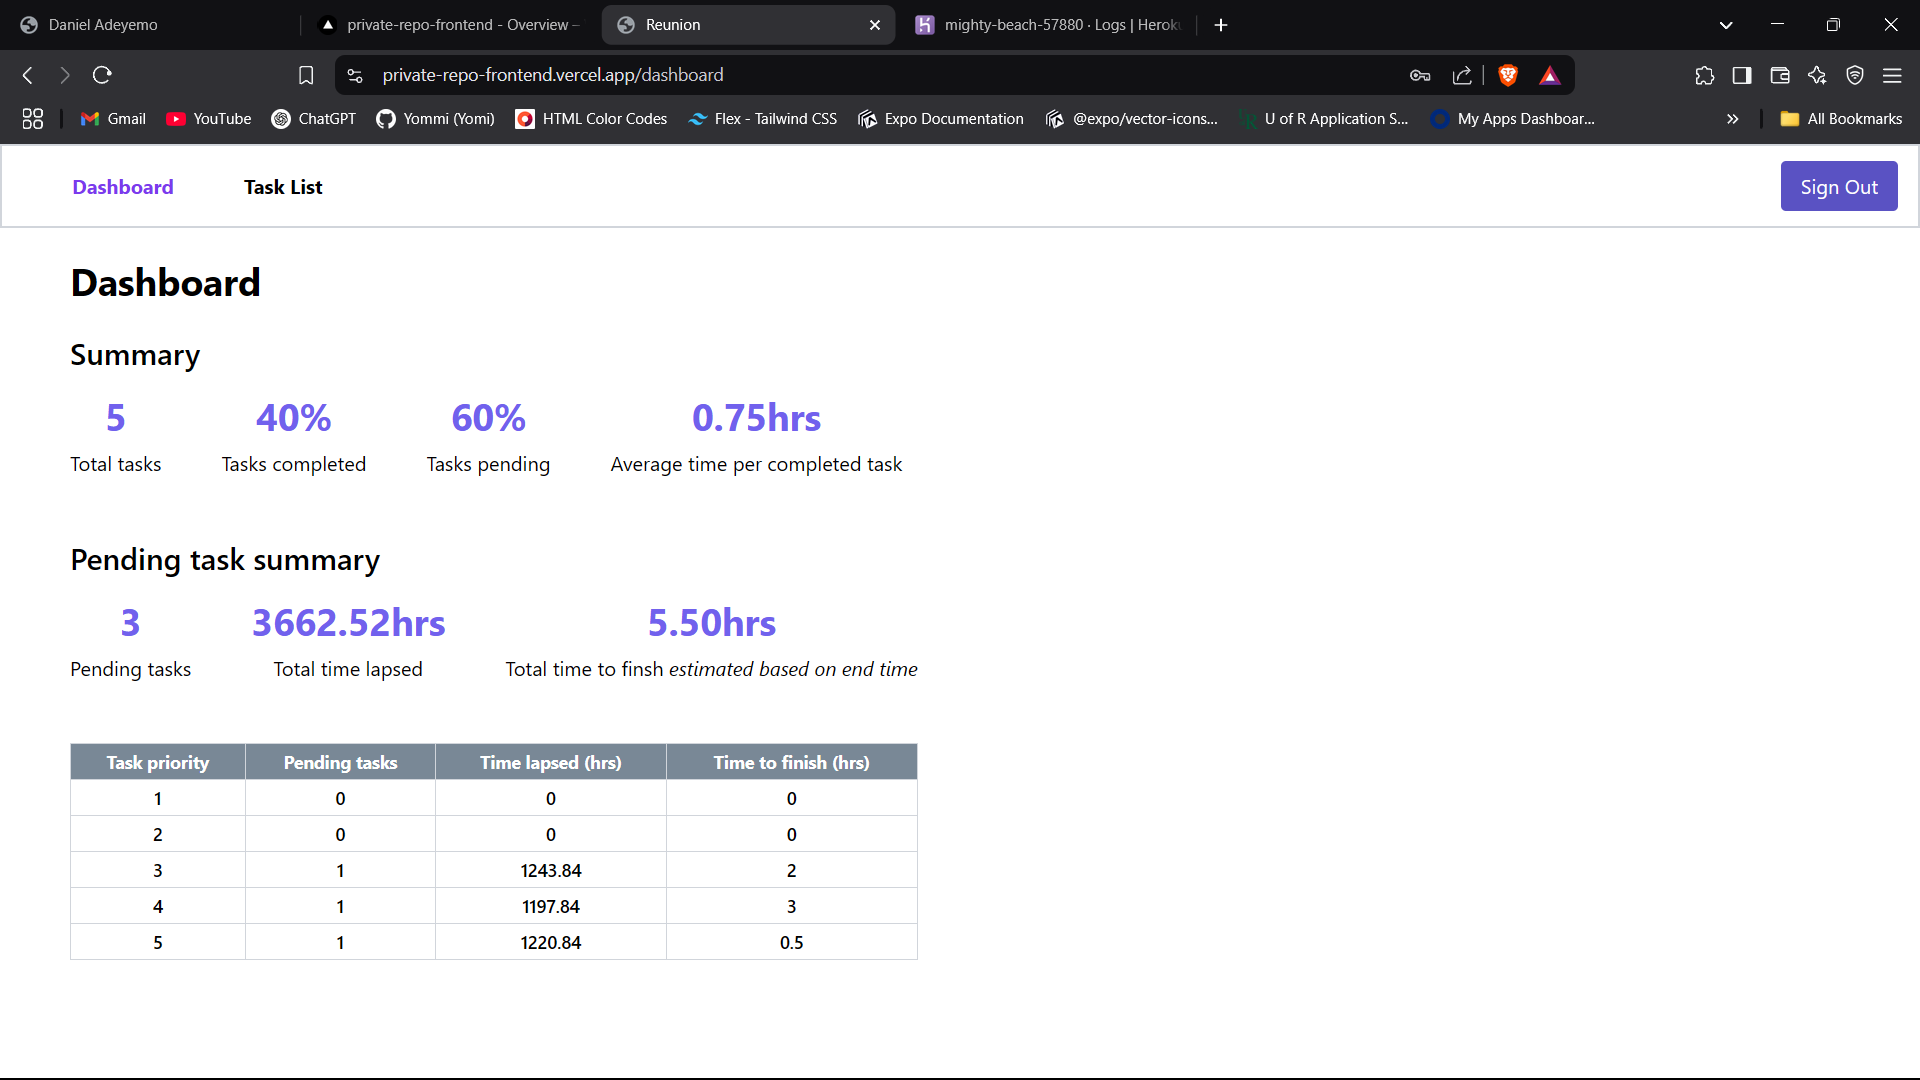 Daniel Adeyemo
private-repo-frontend - Overview –
Reunion
mighty-beach-57880 · Logs | Heroku
private-repo-frontend.vercel.app/dashboard
Gmail
YouTube
ChatGPT
Yommi (Yomi)
HTML Color Codes
Flex - Tailwind CSS
Expo Documentation
@expo/vector-icons...
U of R Application S...
My Apps Dashboar...
All Bookmarks
Dashboard
Task List
Sign Out
Dashboard
Summary
5 40% 60% 0.75hrs
Total tasks Tasks completed Tasks pending Average time per completed task
Pending task summary
3 3662.52hrs 5.50hrs
Pending tasks Total time lapsed Total time to finsh estimated based on end time
Task priority Pending tasks Time lapsed (hrs) Time to finish (hrs)
1 0 0 0
2 0 0 0
3 1 1243.84 2
4 1 1197.84 3
5 1 1220.84 0.5